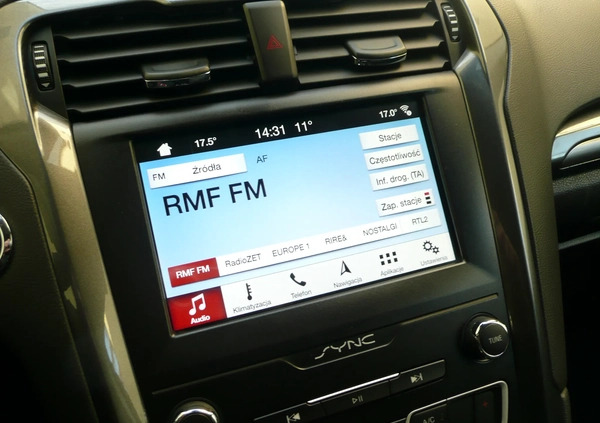 17.5° 14:31 11° 17.0°
FM Źródła AF Stacje
RMF FM Częstotliwość
Inf. drog. (TA)
Zap. stacje
RMF FM RadioZET EUROPE 1 RIRE& NOSTALGI RTL2
Audio Klimatyzacja Telefon Nawigacja Aplikacje Ustawienia
SYNC
TUNE
A/C